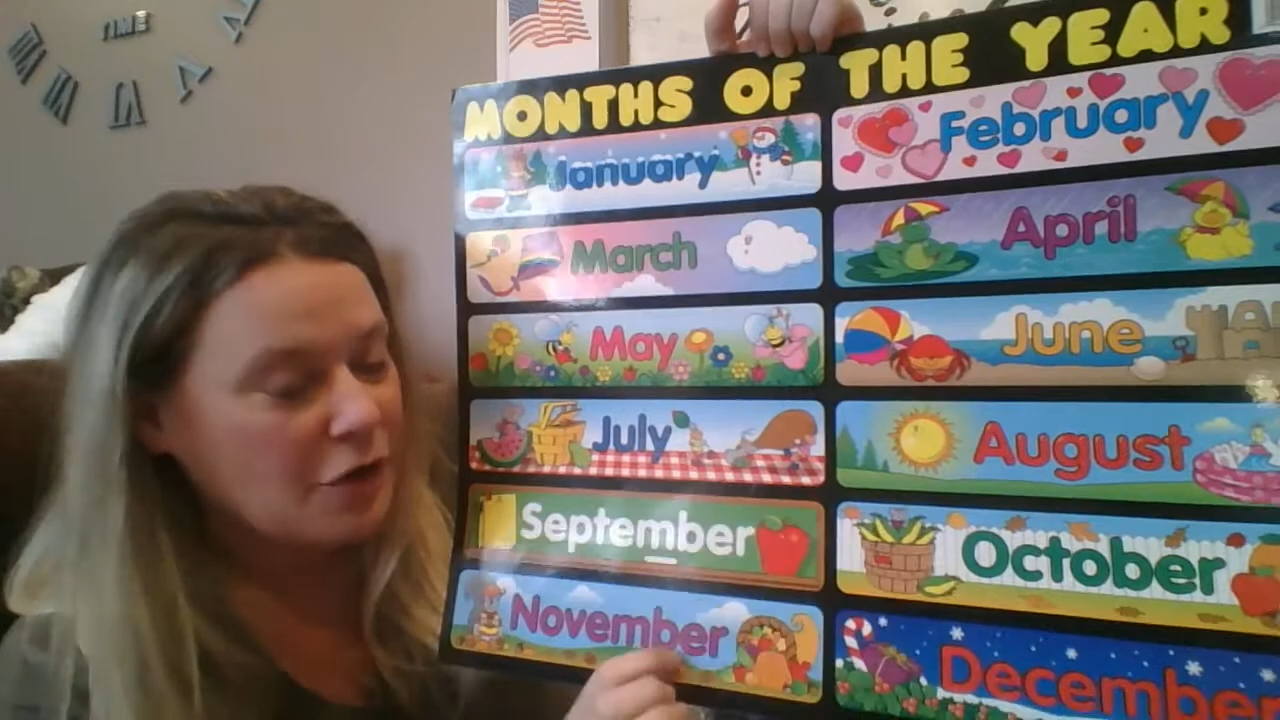 TIME
MONTHS OF THE YEAR
January
February
March
April
May
June
July
August
September
October
November
December